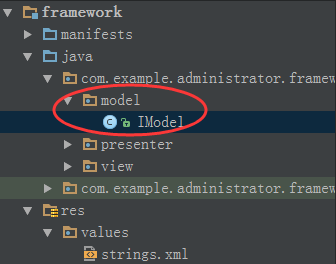 framework
manifests
java
com.example.administrator.framew
model
IModel
presenter
view
com.example.administrator.framew
res
values
strings.xml